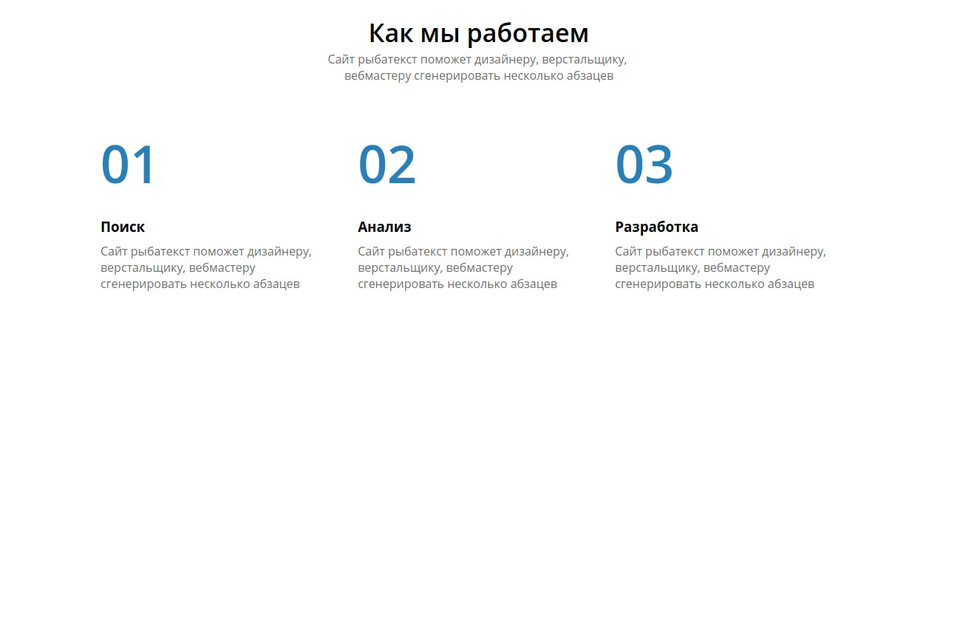 Как мы работаем
Сайт рыбатекст поможет дизайнеру, верстальщику,
вебмастеру сгенерировать несколько абзацев
01
02
03
Поиск
Анализ
Разработка
Сайт рыбатекст поможет дизайнеру,
верстальщику, вебмастеру
сгенерировать несколько абзацев
Сайт рыбатекст поможет дизайнеру,
верстальщику, вебмастеру
сгенерировать несколько абзацев
Сайт рыбатекст поможет дизайнеру,
верстальщику, вебмастеру
сгенерировать несколько абзацев